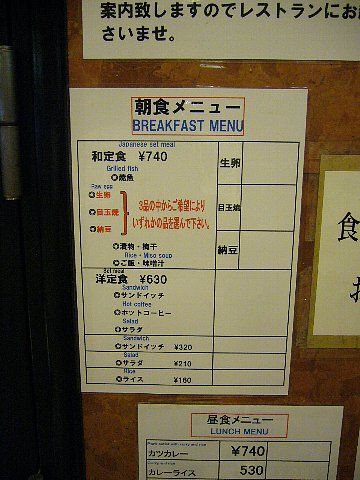 案内致しますのでレストランにお
さいませ。
朝食メニュー
BREAKFAST MENU
Japanese set meal
和定食 ¥740
Grilled fish
◎焼魚
Raw egg
◎生卵
◎目玉焼
◎納豆
3品の中からご希望により
いずれかの品を選んで下さい。
◎漬物・梅干
Rice・Miso soup
◎ご飯・味噌汁
生卵
目玉焼
納豆
Set meal
洋定食 ¥630
Sandwich
◎サンドイッチ
Hot coffee
◎ホットコーヒー
Salad
◎サラダ
Sandwich
◎サンドイッチ ¥320
Salad
◎サラダ ¥210
Rice
◎ライス ¥160
食
お
昼食メニュー
LUNCH MENU
カツカレー ¥740
カレーライス 530